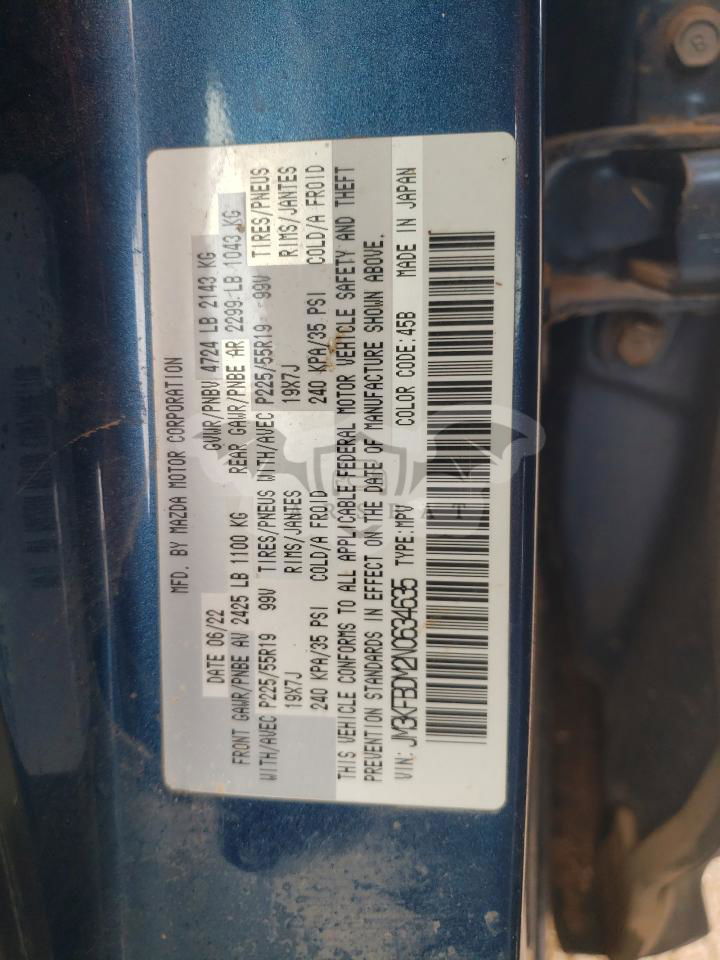 MFD. BY MAZDA MOTOR CORPORATION
DATE 06/22 GVWR/PNBV 4724 LB 2143 KG
FRONT GAWR/PNBE AV 2425 LB 1100 KG REAR GAWR/PNBE AR 2299 LB 1043 KG
WITH/AVEC P225/55R19 99V TIRES/PNEUS WITH/AVEC P225/55R19 99V TIRES/PNEUS
19X7J RIMS/JANTES 19X7J RIMS/JANTES
240 KPA/35 PSI COLD/A FROID 240 KPA/35 PSI COLD/A FROID
THIS VEHICLE CONFORMS TO ALL APPLICABLE FEDERAL MOTOR VEHICLE SAFETY AND THEFT
PREVENTION STANDARDS IN EFFECT ON THE DATE OF MANUFACTURE SHOWN ABOVE.
VIN: JM3KFBDM2N0634635 TYPE:MPV COLOR CODE:45B MADE IN JAPAN